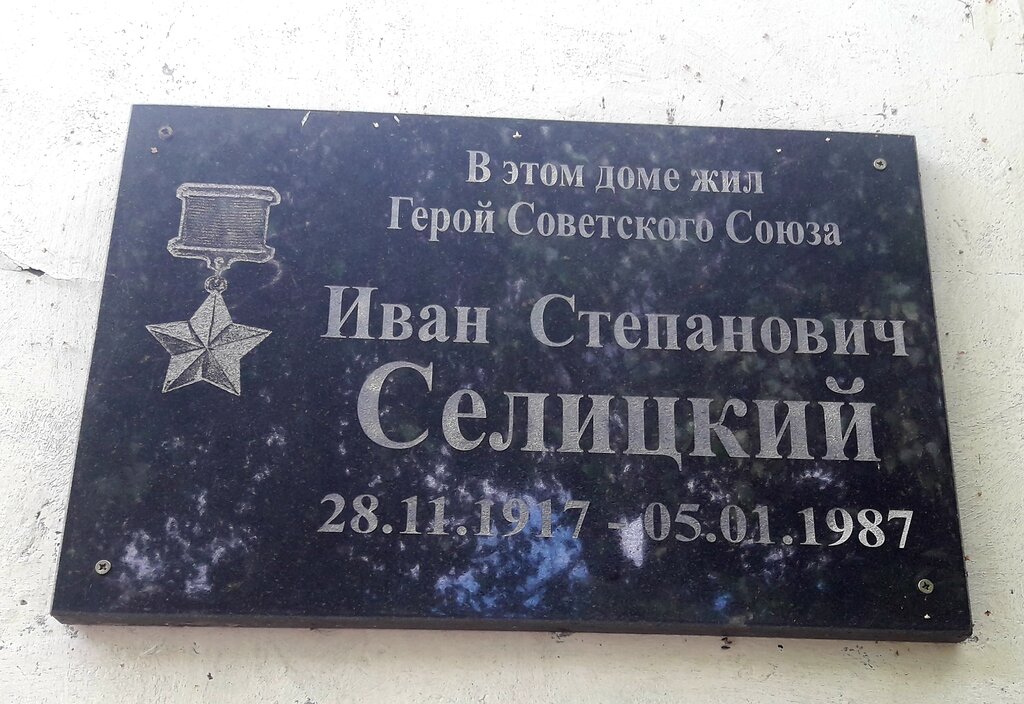 В этом доме жил
Герой Советского Союза
Иван Степанович
Селицкий
28.11.1917 - 05.01.1987